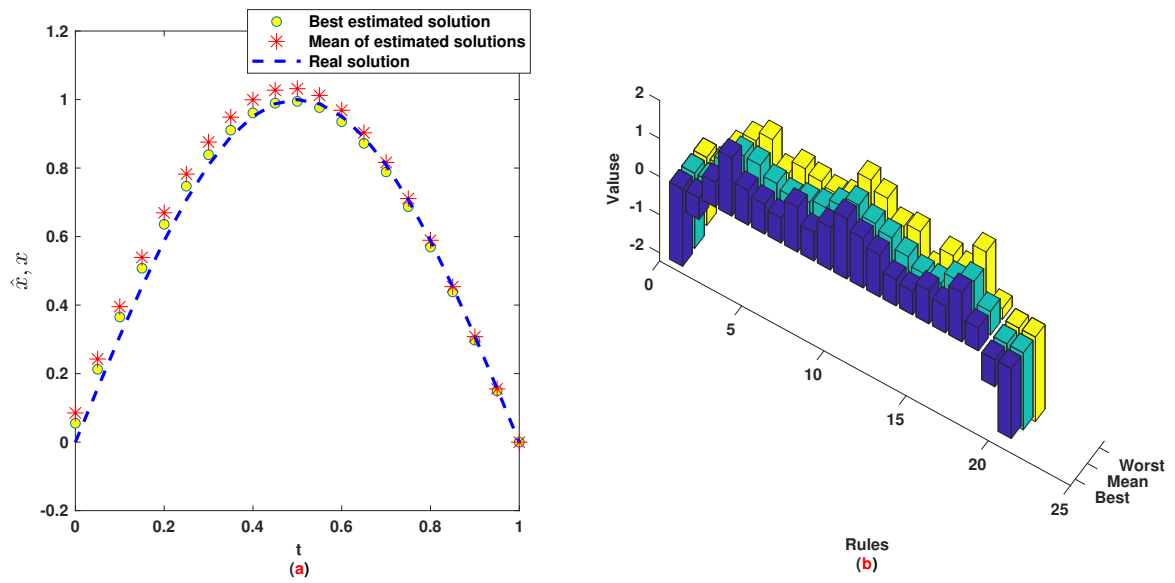 Best estimated solution
Mean of estimated solutions
Real solution
1.2
1
0.8
0.6
0.4
0.2
0
-0.2
x̂, x
0
0.2
0.4
0.6
0.8
1
t
(a)
2
1
0
-1
-2
Valuse
0
5
10
15
20
25
Worst
Mean
Best
Rules
(b)